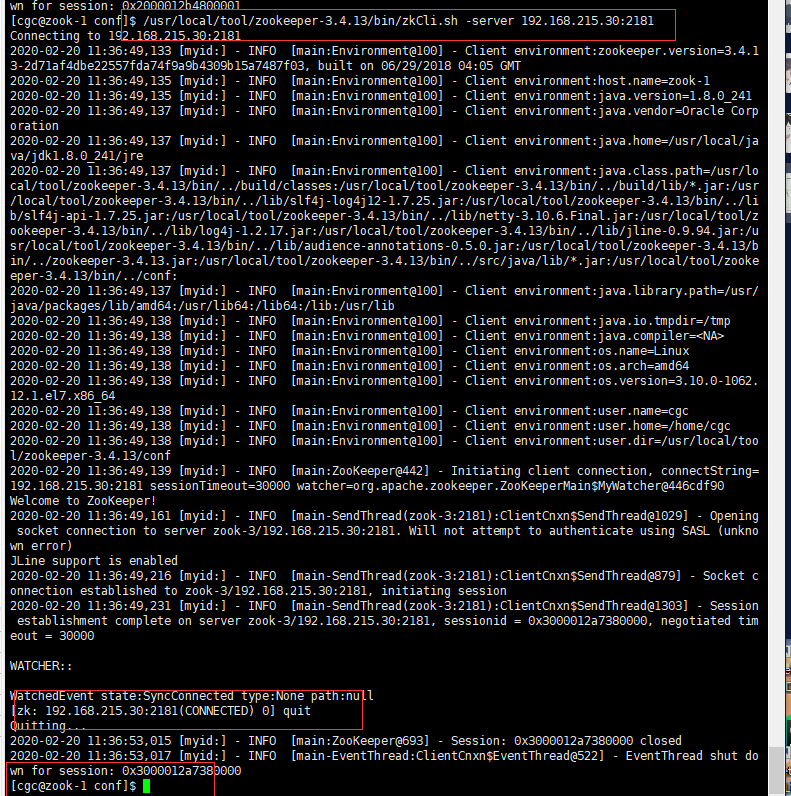 wn for session: 0x2000012b4800001
[cgc@zook-1 conf]$ /usr/local/tool/zookeeper-3.4.13/bin/zkCli.sh -server 192.168.215.30:2181
Connecting to 192.168.215.30:2181
2020-02-20 11:36:49,133 [myid:] - INFO  [main:Environment@100] - Client environment:zookeeper.version=3.4.1
3-2d71af4dbe22557fda74f9a9b4309b15a7487f03, built on 06/29/2018 04:05 GMT
2020-02-20 11:36:49,135 [myid:] - INFO  [main:Environment@100] - Client environment:host.name=zook-1
2020-02-20 11:36:49,135 [myid:] - INFO  [main:Environment@100] - Client environment:java.version=1.8.0_241
2020-02-20 11:36:49,137 [myid:] - INFO  [main:Environment@100] - Client environment:java.vendor=Oracle Corp
oration
2020-02-20 11:36:49,137 [myid:] - INFO  [main:Environment@100] - Client environment:java.home=/usr/local/ja
va/jdk1.8.0_241/jre
2020-02-20 11:36:49,137 [myid:] - INFO  [main:Environment@100] - Client environment:java.class.path=/usr/lo
cal/tool/zookeeper-3.4.13/bin/../build/classes:/usr/local/tool/zookeeper-3.4.13/bin/../build/lib/*.jar:/usr
/local/tool/zookeeper-3.4.13/bin/../lib/slf4j-log4j12-1.7.25.jar:/usr/local/tool/zookeeper-3.4.13/bin/../li
b/slf4j-api-1.7.25.jar:/usr/local/tool/zookeeper-3.4.13/bin/../lib/netty-3.10.6.Final.jar:/usr/local/tool/z
ookeeper-3.4.13/bin/../lib/log4j-1.2.17.jar:/usr/local/tool/zookeeper-3.4.13/bin/../lib/jline-0.9.94.jar:/u
sr/local/tool/zookeeper-3.4.13/bin/../lib/audience-annotations-0.5.0.jar:/usr/local/tool/zookeeper-3.4.13/b
in/../zookeeper-3.4.13.jar:/usr/local/tool/zookeeper-3.4.13/bin/../src/java/lib/*.jar:/usr/local/tool/zooke
eper-3.4.13/bin/../conf:
2020-02-20 11:36:49,137 [myid:] - INFO  [main:Environment@100] - Client environment:java.library.path=/usr/
java/packages/lib/amd64:/usr/lib64:/lib64:/lib:/usr/lib
2020-02-20 11:36:49,138 [myid:] - INFO  [main:Environment@100] - Client environment:java.io.tmpdir=/tmp
2020-02-20 11:36:49,138 [myid:] - INFO  [main:Environment@100] - Client environment:java.compiler=<NA>
2020-02-20 11:36:49,138 [myid:] - INFO  [main:Environment@100] - Client environment:os.name=Linux
2020-02-20 11:36:49,138 [myid:] - INFO  [main:Environment@100] - Client environment:os.arch=amd64
2020-02-20 11:36:49,138 [myid:] - INFO  [main:Environment@100] - Client environment:os.version=3.10.0-1062.
12.1.el7.x86_64
2020-02-20 11:36:49,138 [myid:] - INFO  [main:Environment@100] - Client environment:user.name=cgc
2020-02-20 11:36:49,138 [myid:] - INFO  [main:Environment@100] - Client environment:user.home=/home/cgc
2020-02-20 11:36:49,138 [myid:] - INFO  [main:Environment@100] - Client environment:user.dir=/usr/local/too
l/zookeeper-3.4.13/conf
2020-02-20 11:36:49,139 [myid:] - INFO  [main:ZooKeeper@442] - Initiating client connection, connectString=
192.168.215.30:2181 sessionTimeout=30000 watcher=org.apache.zookeeper.ZooKeeperMain$MyWatcher@446cdf90
Welcome to ZooKeeper!
2020-02-20 11:36:49,161 [myid:] - INFO  [main-SendThread(zook-3:2181):ClientCnxn$SendThread@1029] - Opening
 socket connection to server zook-3/192.168.215.30:2181. Will not attempt to authenticate using SASL (unkno
wn error)
JLine support is enabled
2020-02-20 11:36:49,216 [myid:] - INFO  [main-SendThread(zook-3:2181):ClientCnxn$SendThread@879] - Socket c
onnection established to zook-3/192.168.215.30:2181, initiating session
2020-02-20 11:36:49,231 [myid:] - INFO  [main-SendThread(zook-3:2181):ClientCnxn$SendThread@1303] - Session
 establishment complete on server zook-3/192.168.215.30:2181, sessionid = 0x3000012a7380000, negotiated tim
eout = 30000
WATCHER::
WatchedEvent state:SyncConnected type:None path:null
[zk: 192.168.215.30:2181(CONNECTED) 0] quit
Quitting...
2020-02-20 11:36:53,015 [myid:] - INFO  [main:ZooKeeper@693] - Session: 0x3000012a7380000 closed
2020-02-20 11:36:53,017 [myid:] - INFO  [main-EventThread:ClientCnxn$EventThread@522] - EventThread shut do
wn for session: 0x3000012a7380000
[cgc@zook-1 conf]$